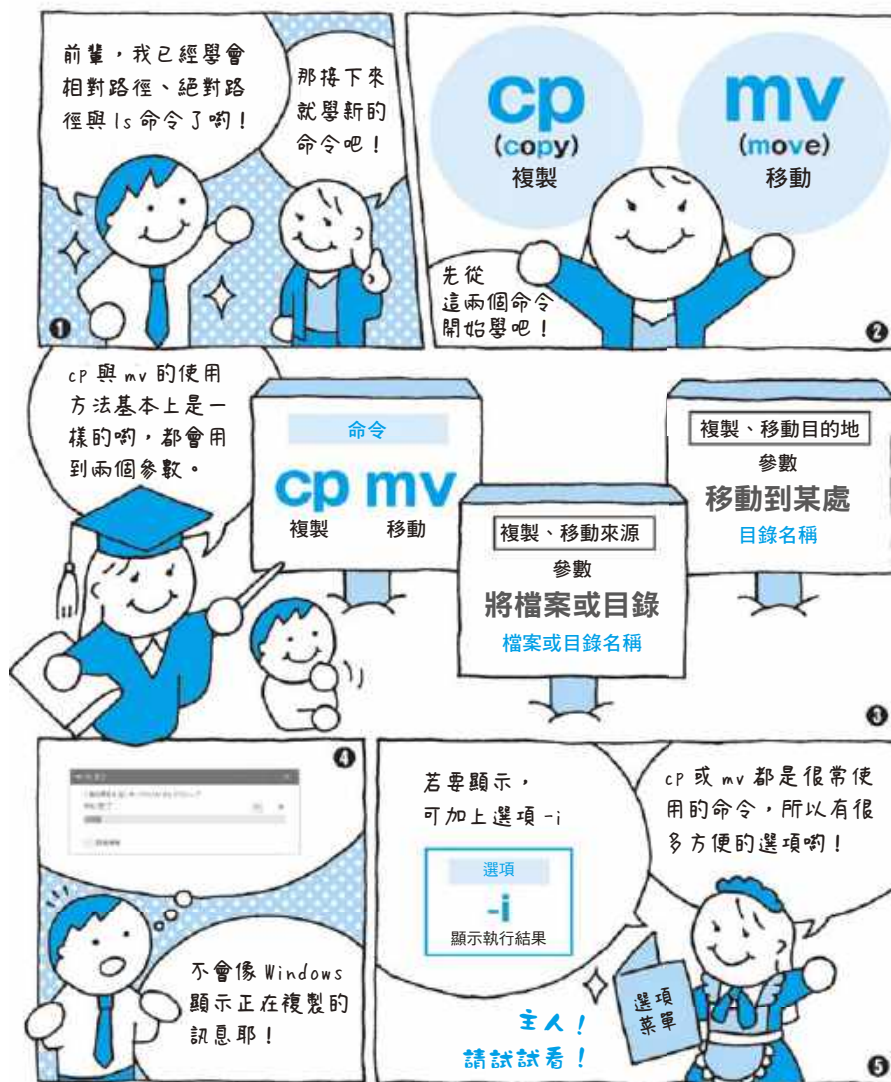 前輩，我已經學會
相對路徑、絕對路
徑與ls命令了喲！
那接下來
就學新的
命令吧！
❶
cp
(copy)
複製
mv
(move)
移動
先從
這兩個命令
開始學吧！
❷
cp 與 mv 的使用
方法基本上是一
樣的喲，都會用
到兩個參數。
命令
cp mv
複製 移動
複製、移動來源
參數
將檔案或目錄
檔案或目錄名稱
複製、移動目的地
參數
移動到某處
目錄名稱
❸
❹
不會像 Windows
顯示正在複製的
訊息耶！
若要顯示，
可加上選項 -i
選項
-i
顯示執行結果
cp 或 mv 都是很常使
用的命令，所以有很
多方便的選項喲！
選項
菜單
主人！
請試試看！
❺